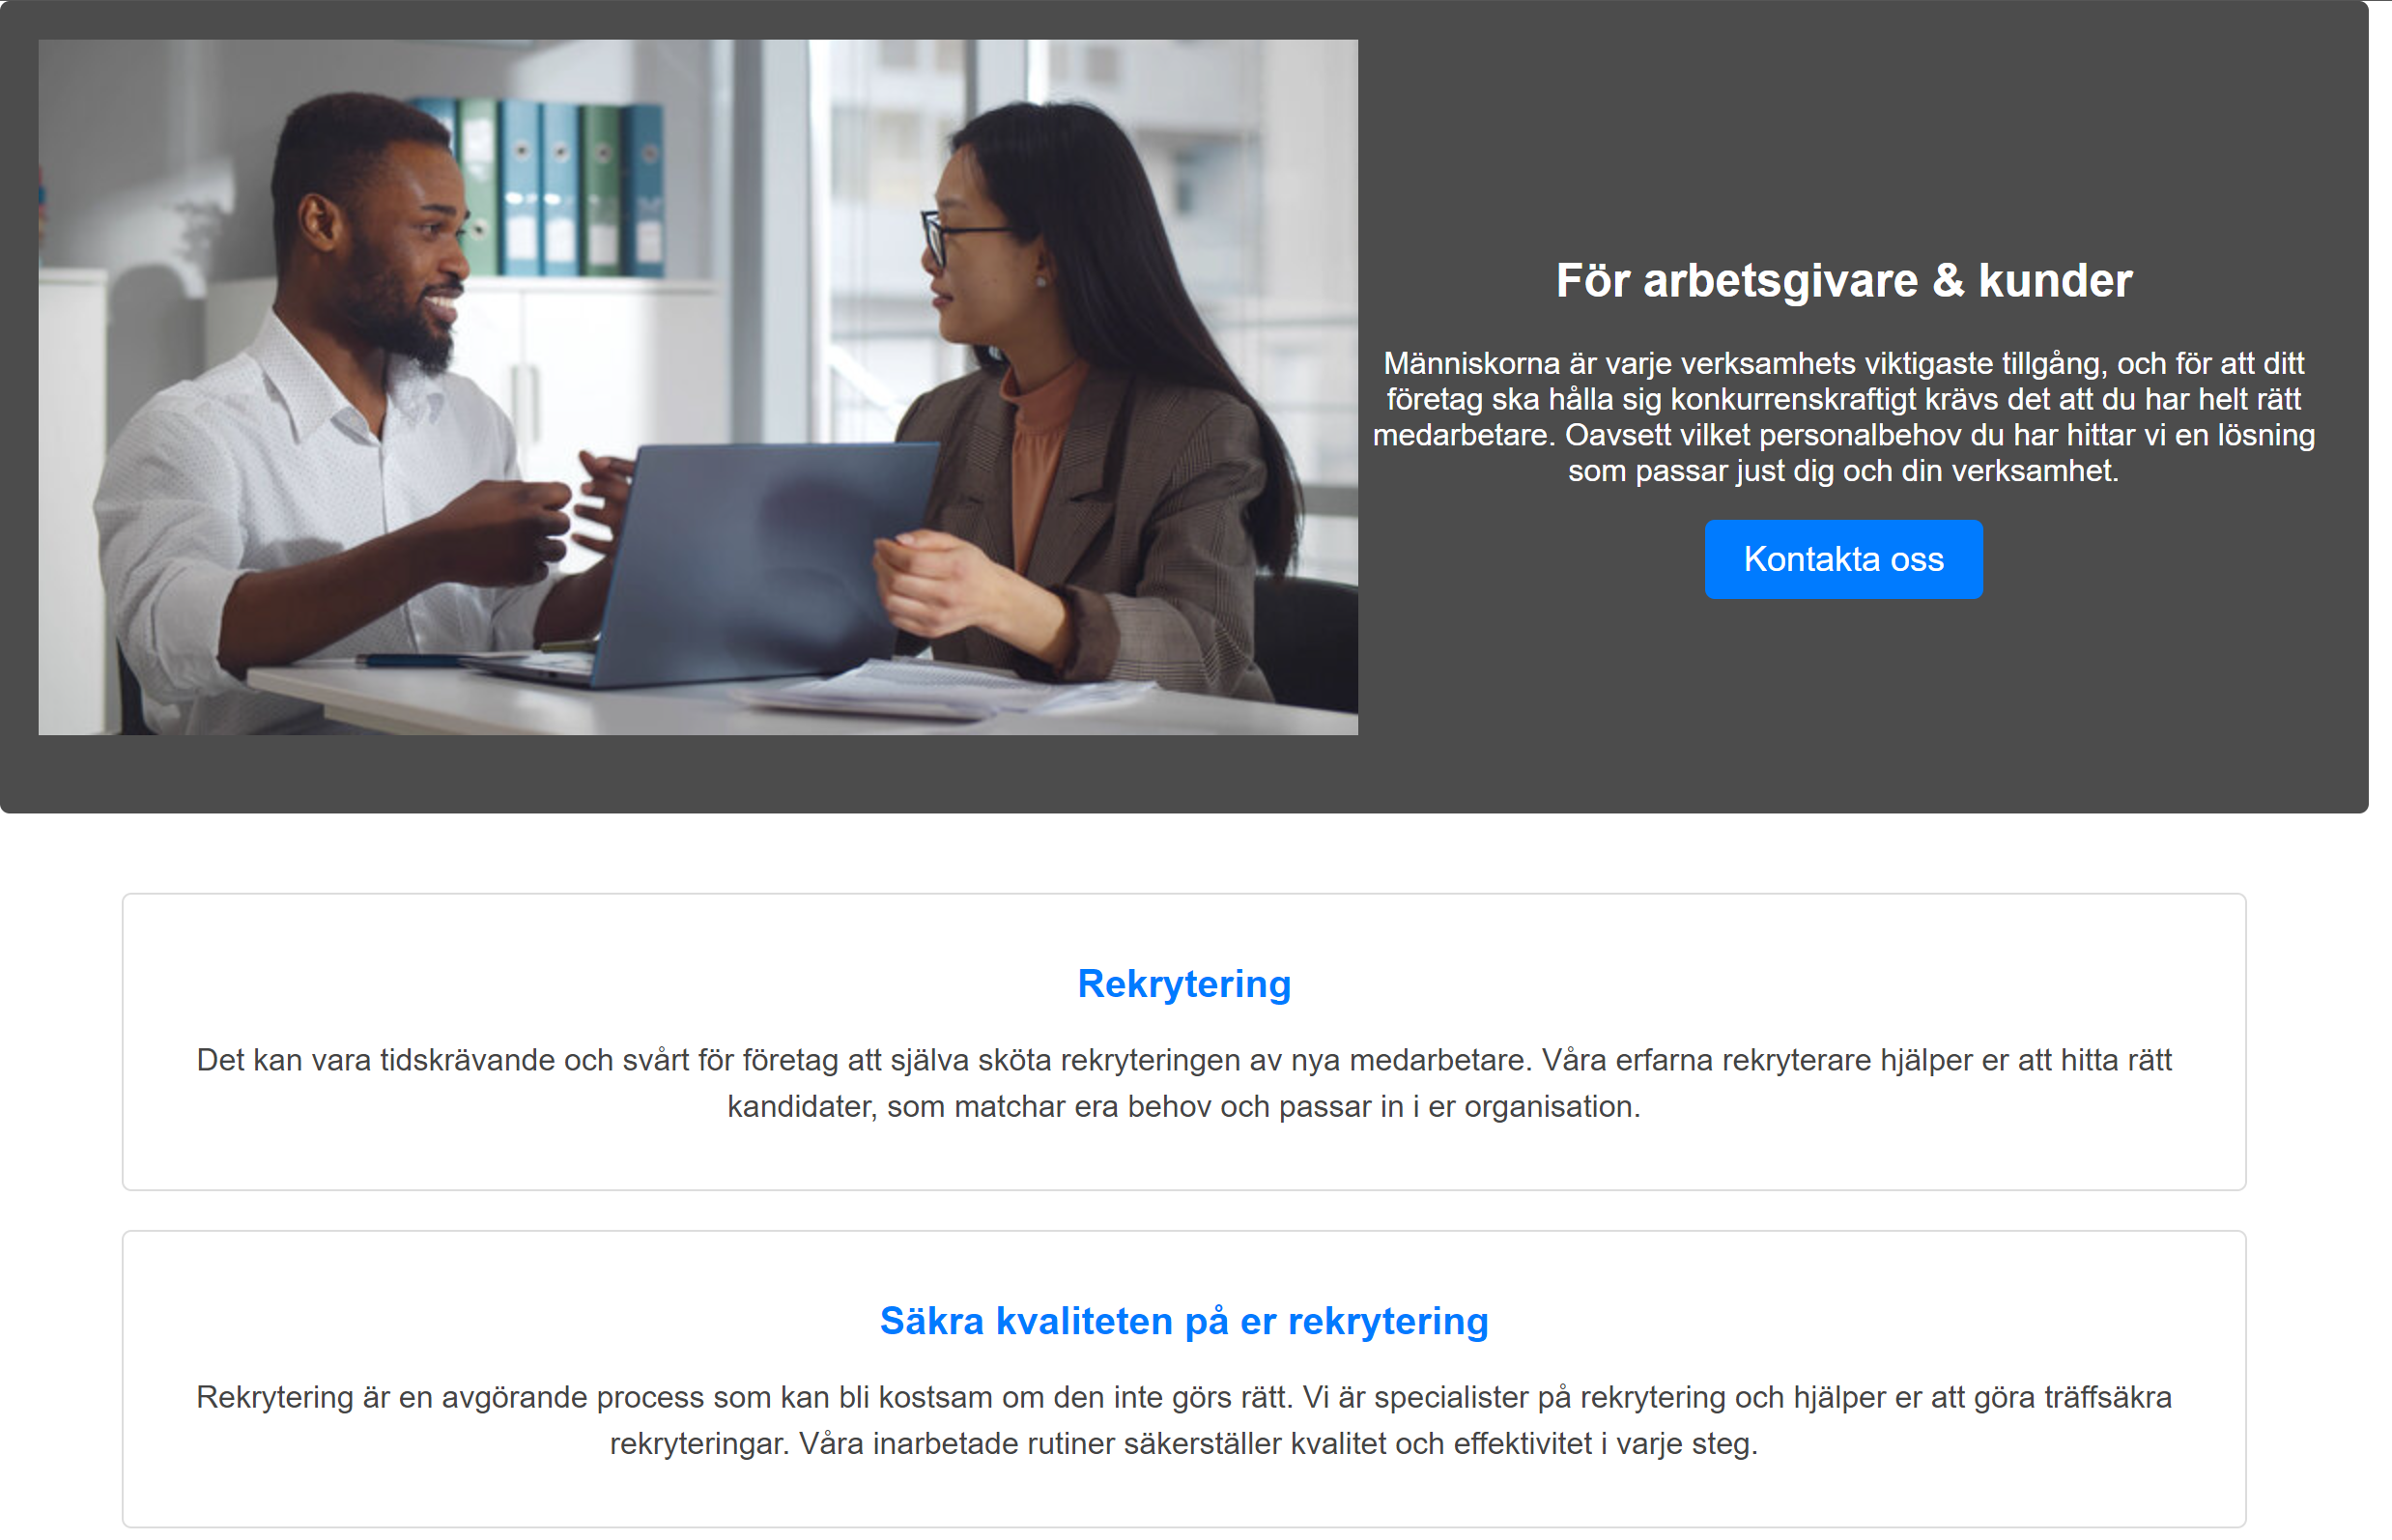 För arbetsgivare & kunder
Människorna är varje verksamhets viktigaste tillgång, och för att ditt
företag ska hålla sig konkurrenskraftigt krävs det att du har helt rätt
medarbetare. Oavsett vilket personalbehov du har hittar vi en lösning
som passar just dig och din verksamhet.
Kontakta oss
Rekrytering
Det kan vara tidskrävande och svårt för företag att själva sköta rekryteringen av nya medarbetare. Våra erfarna rekryterare hjälper er att hitta rätt
kandidater, som matchar era behov och passar in i er organisation.
Säkra kvaliteten på er rekrytering
Rekrytering är en avgörande process som kan bli kostsam om den inte görs rätt. Vi är specialister på rekrytering och hjälper er att göra träffsäkra
rekryteringar. Våra inarbetade rutiner säkerställer kvalitet och effektivitet i varje steg.